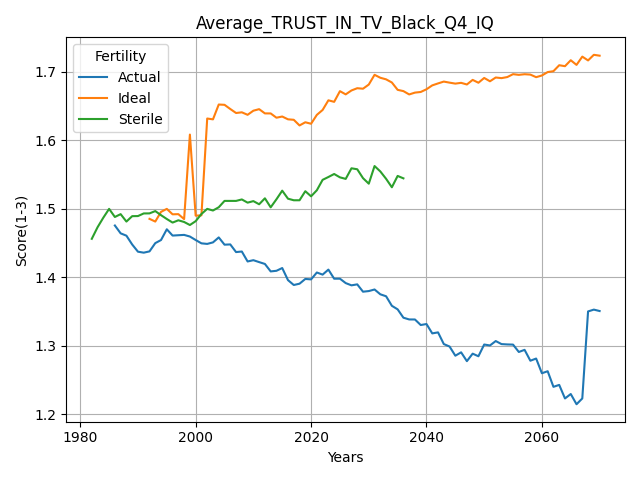 Average_TRUST_IN_TV_Black_Q4_IQ
Fertility
Actual
Ideal
Sterile
Score(1-3)
1.7
1.6
1.5
1.4
1.3
1.2
1980
2000
2020
2040
2060
Years